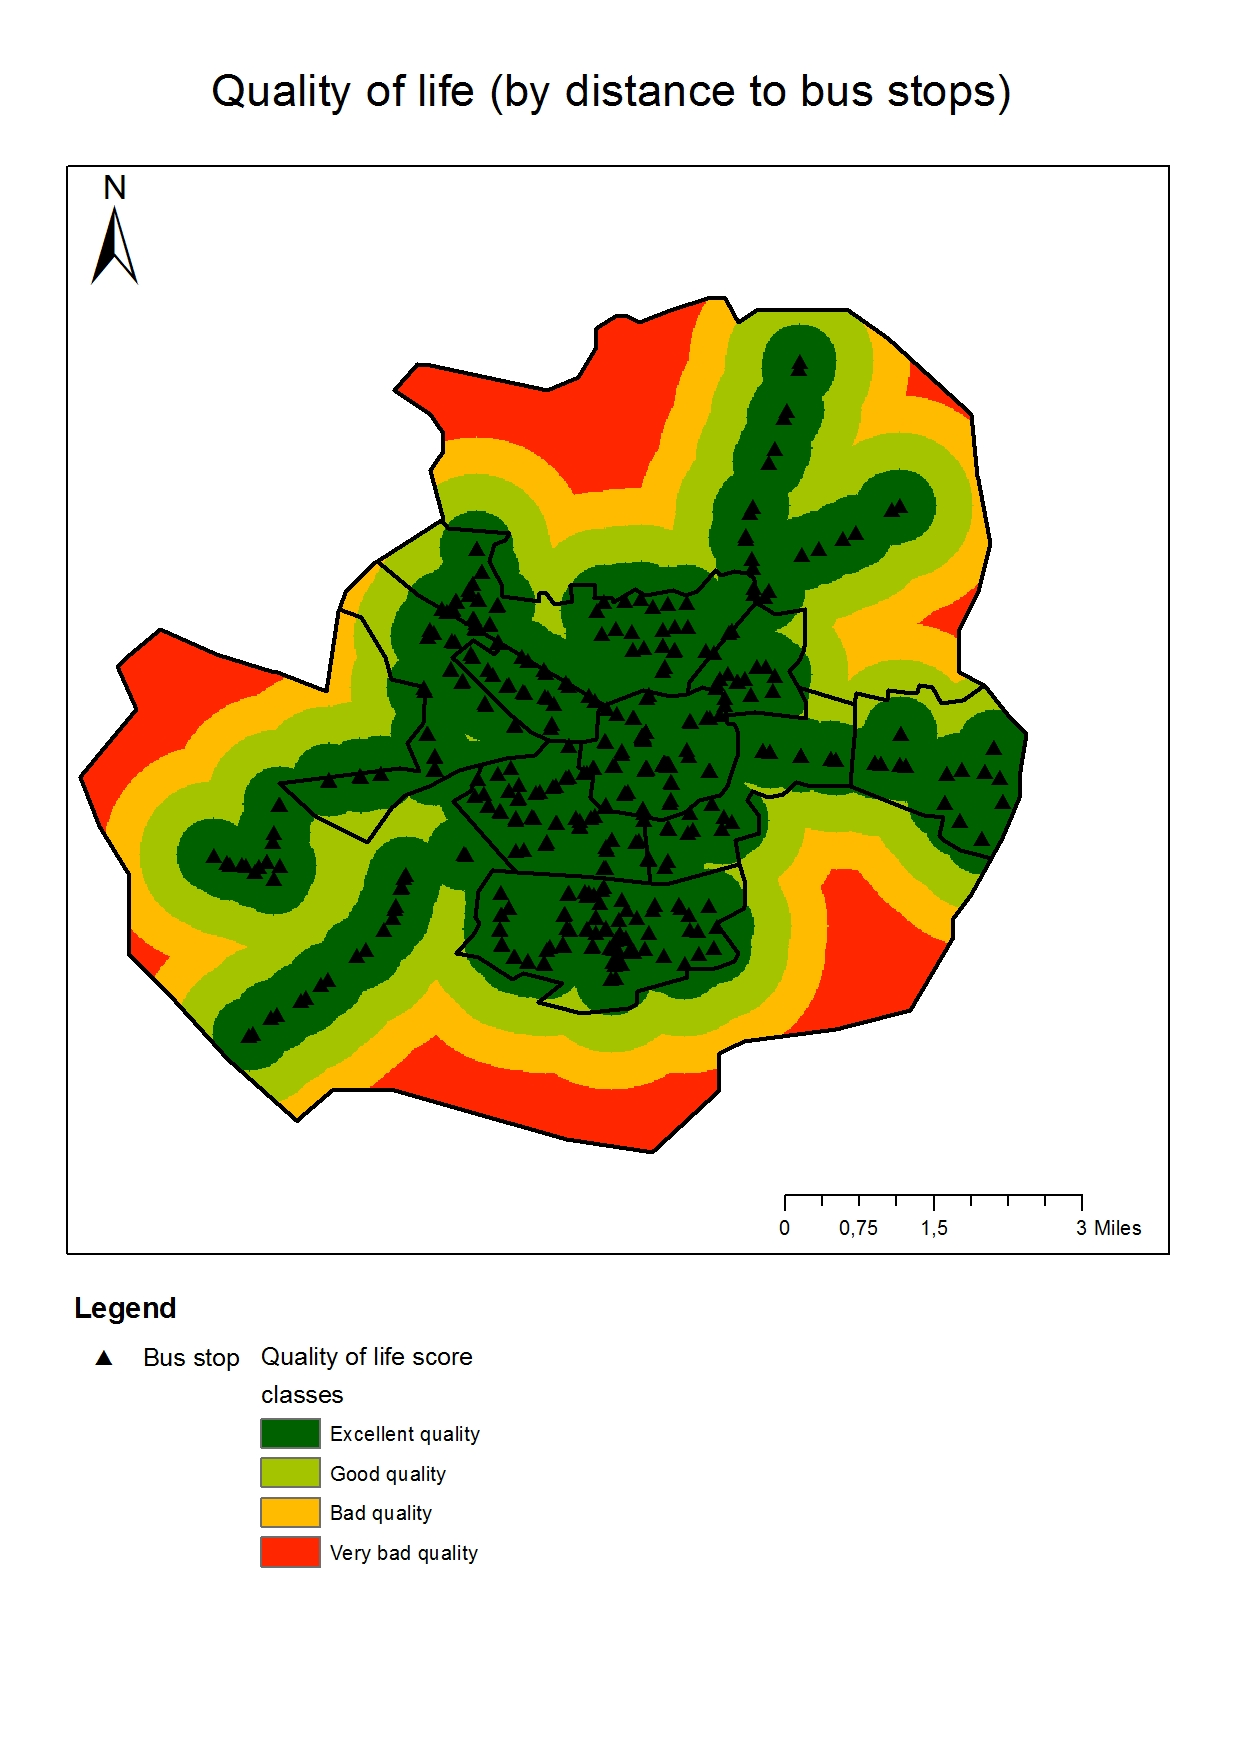 Quality of life (by distance to bus stops)
N
0 0,75 1,5 3 Miles
Legend
Bus stop
Quality of life score
classes
Excellent quality
Good quality
Bad quality
Very bad quality